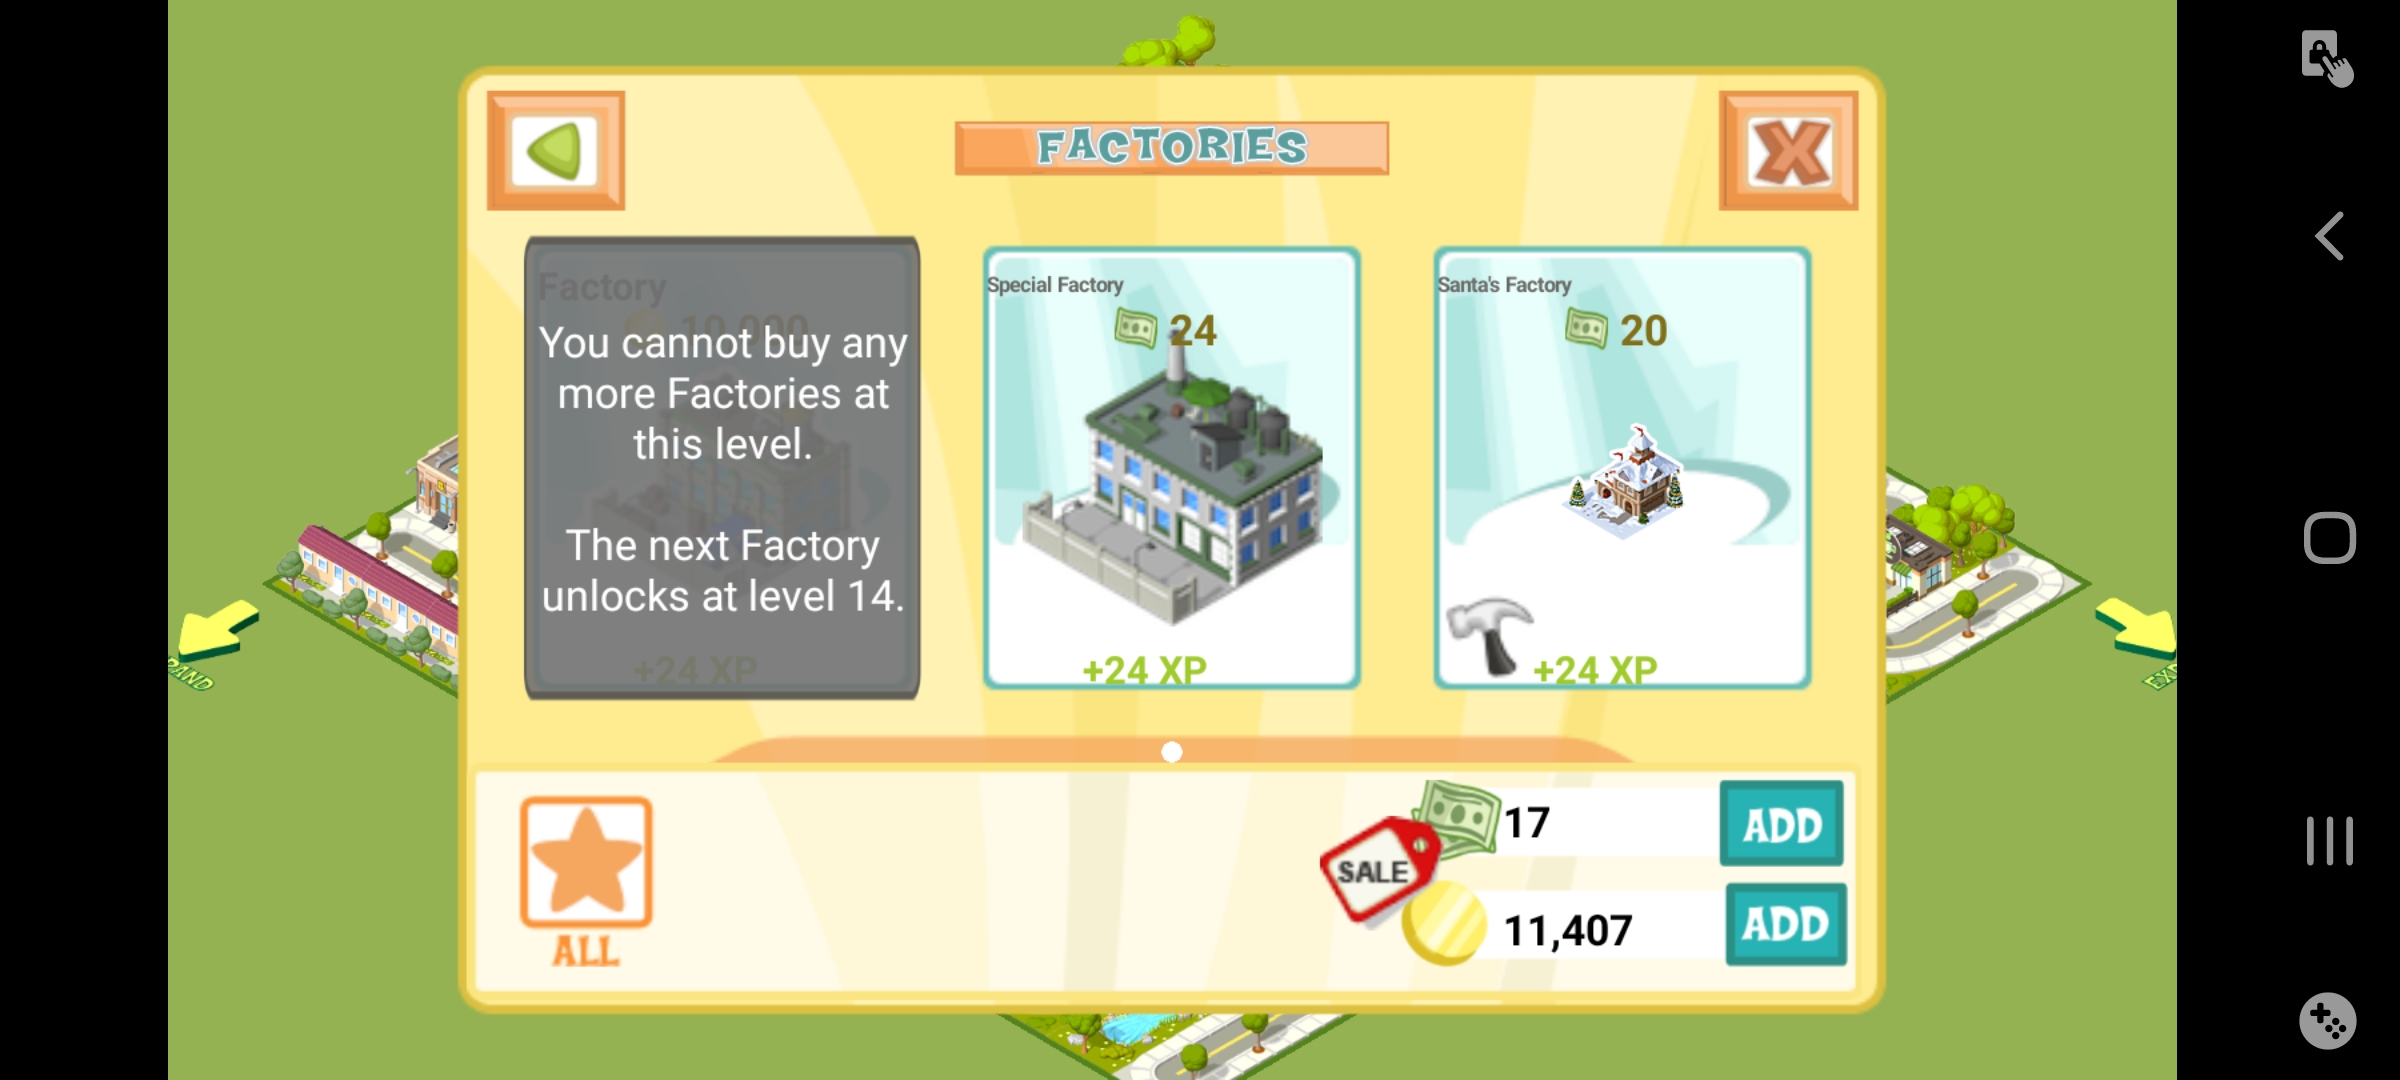 FACTORIES
Factory
10,000
You cannot buy any
more Factories at
this level.
The next Factory
unlocks at level 14.
+24 XP
Special Factory
24
+24 XP
Santa's Factory
20
+24 XP
ALL
SALE
17
ADD
11,407
ADD